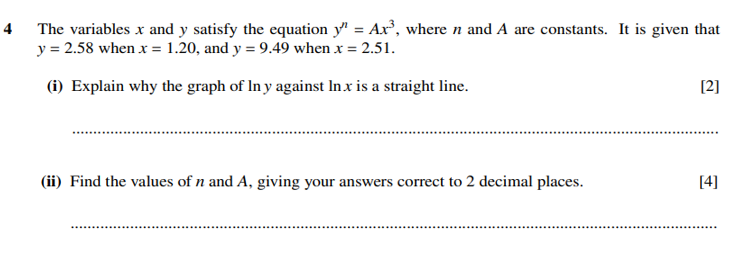 4 The variables x and y satisfy the equation yⁿ = Ax³, where n and A are constants. It is given that
y = 2.58 when x = 1.20, and y = 9.49 when x = 2.51.
(i) Explain why the graph of ln y against ln x is a straight line. [2]
(ii) Find the values of n and A, giving your answers correct to 2 decimal places. [4]